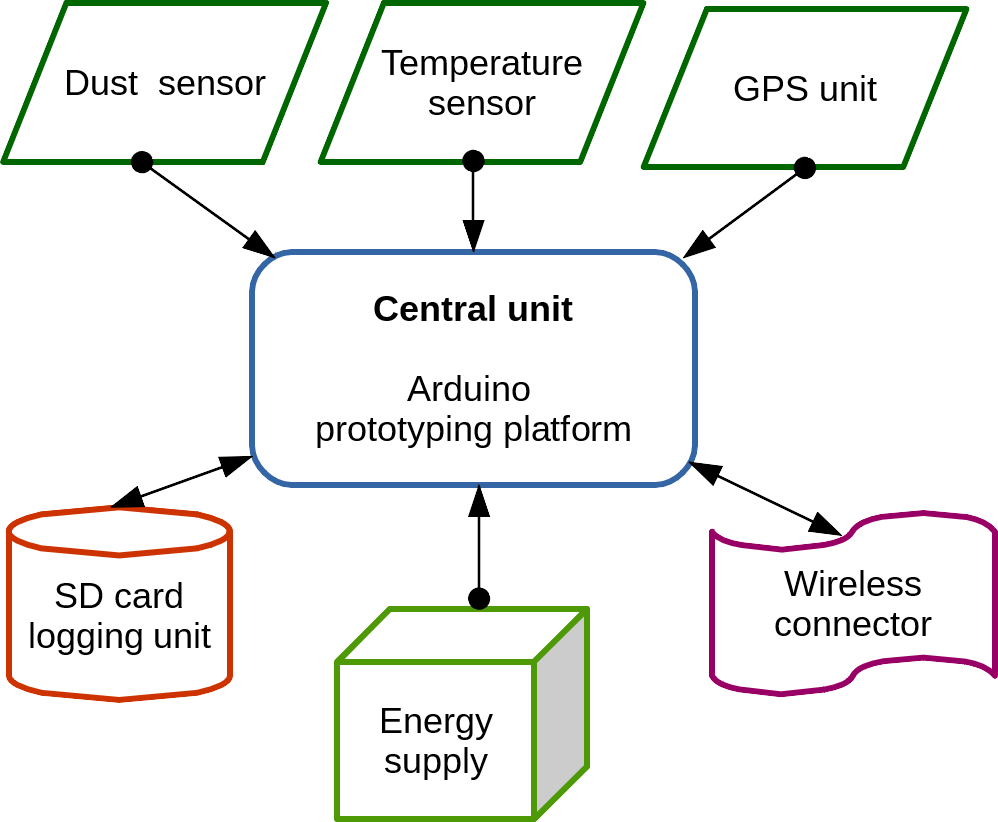 Dust  sensor
Temperature
sensor
GPS unit
Central unit
Arduino
prototyping platform
SD card
logging unit
Wireless
connector
Energy
supply